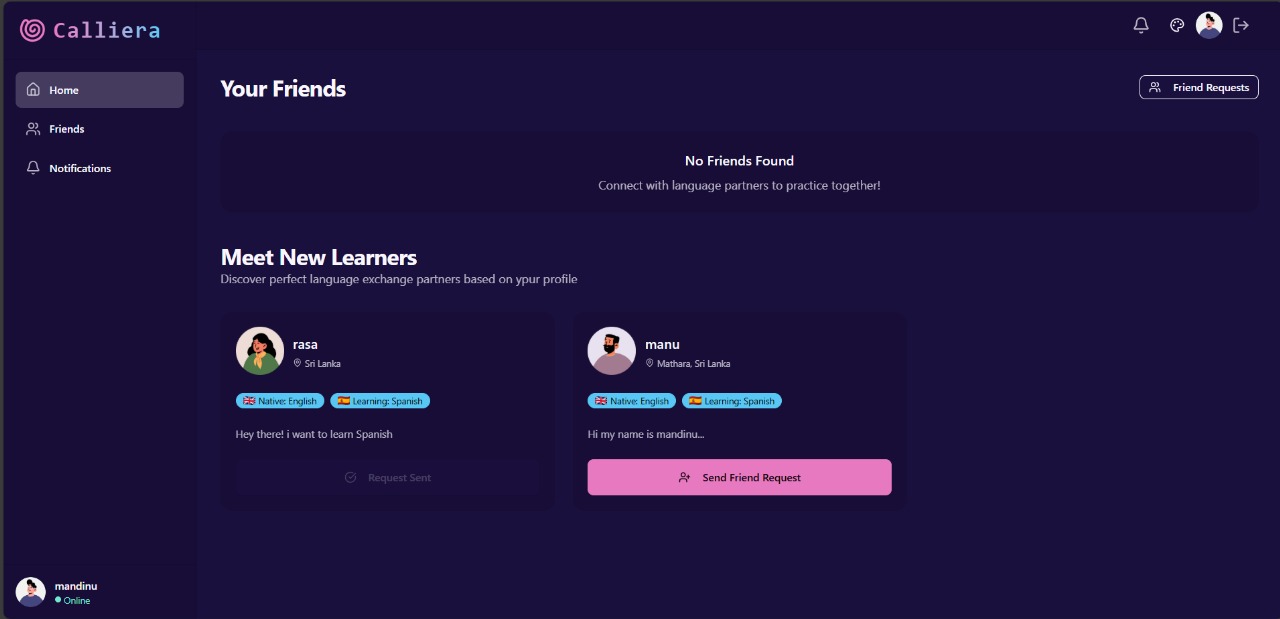 Calliera
Home
Friends
Notifications
Your Friends
Friend Requests
No Friends Found
Connect with language partners to practice together!
Meet New Learners
Discover perfect language exchange partners based on ypur profile
rasa
Sri Lanka
Native: English
Learning: Spanish
Hey there! i want to learn Spanish
Request Sent
manu
Mathara, Sri Lanka
Native: English
Learning: Spanish
Hi my name is mandinu...
Send Friend Request
mandinu
Online